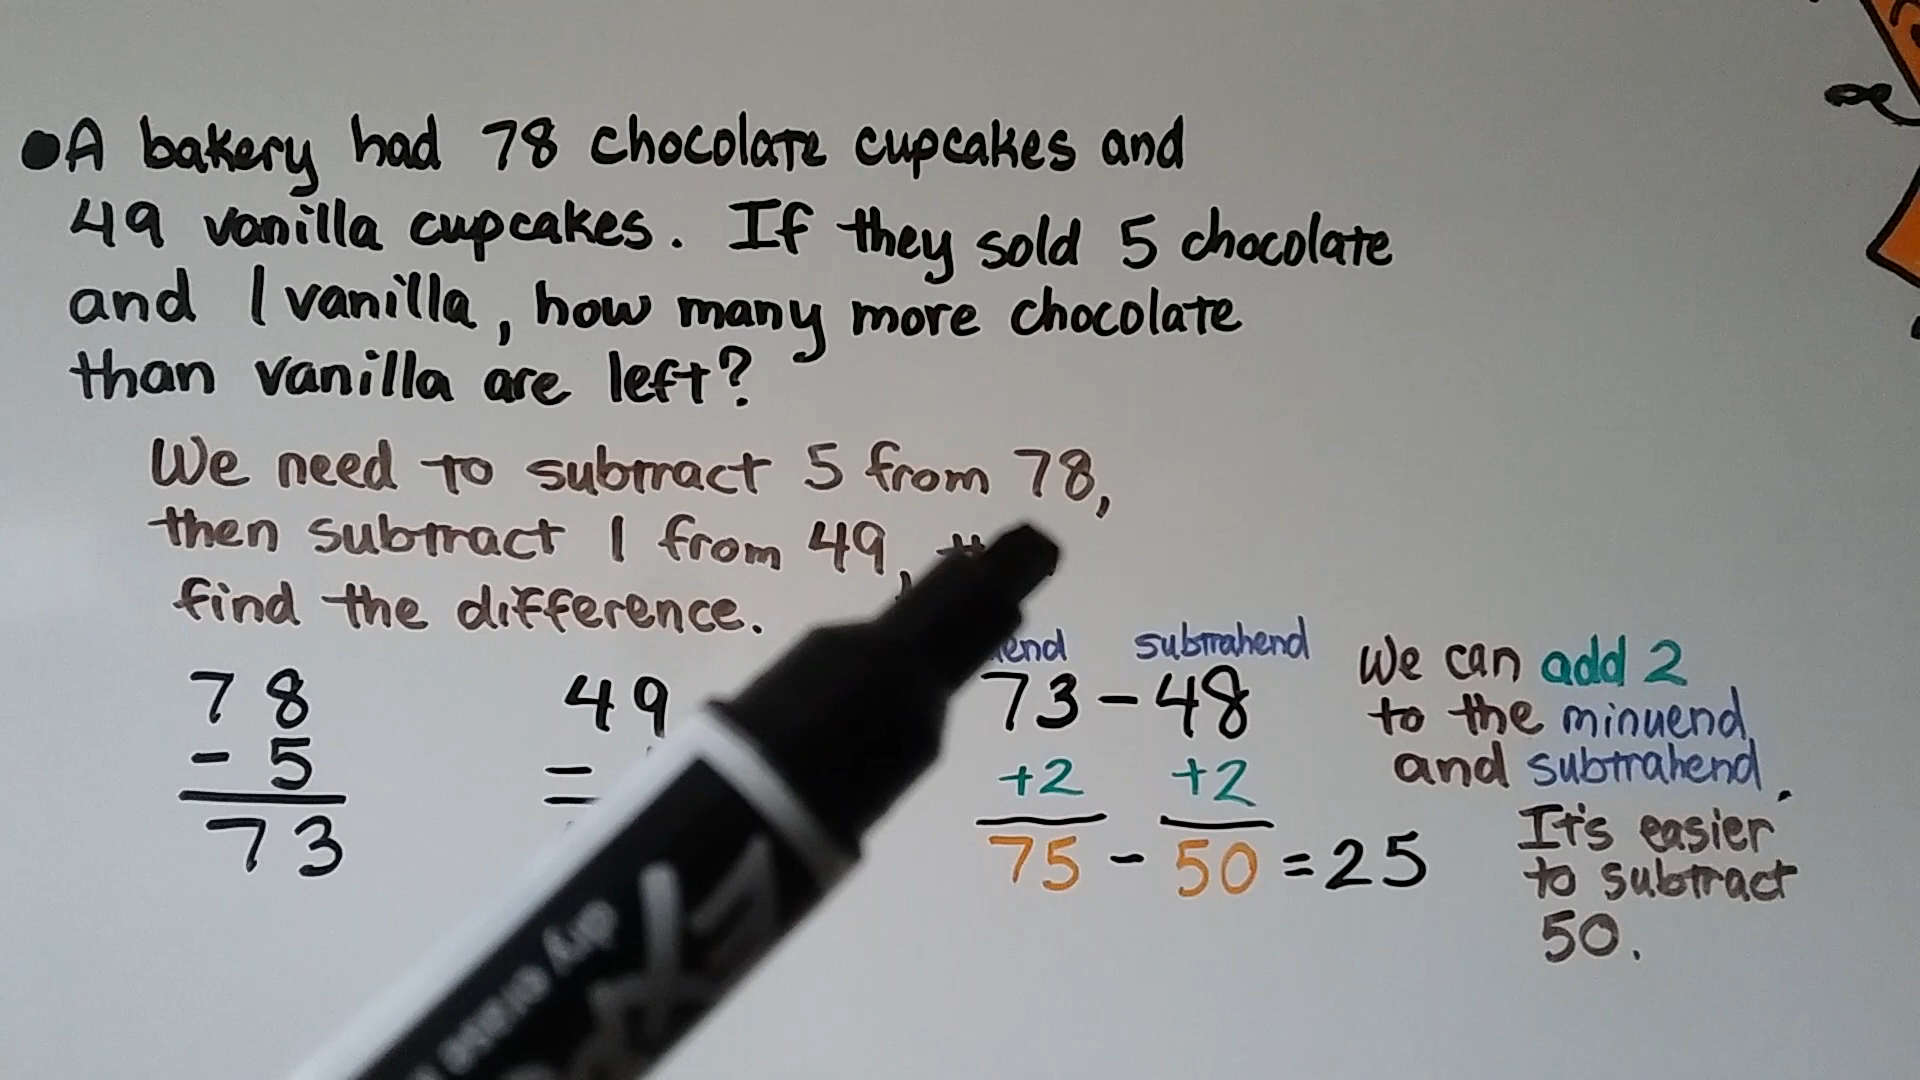 A bakery had 78 chocolate cupcakes and
49 vanilla cupcakes. If they sold 5 chocolate
and 1 vanilla, how many more chocolate
than vanilla are left?
We need to subtract 5 from 78,
then subtract 1 from 49,
find the difference.
78
- 5
73
49
subtrahend
73 - 48
+2 +2
75 - 50 = 25
We can add 2
to the minuend
and subtrahend.
It's easier
to subtract
50.
dry erase